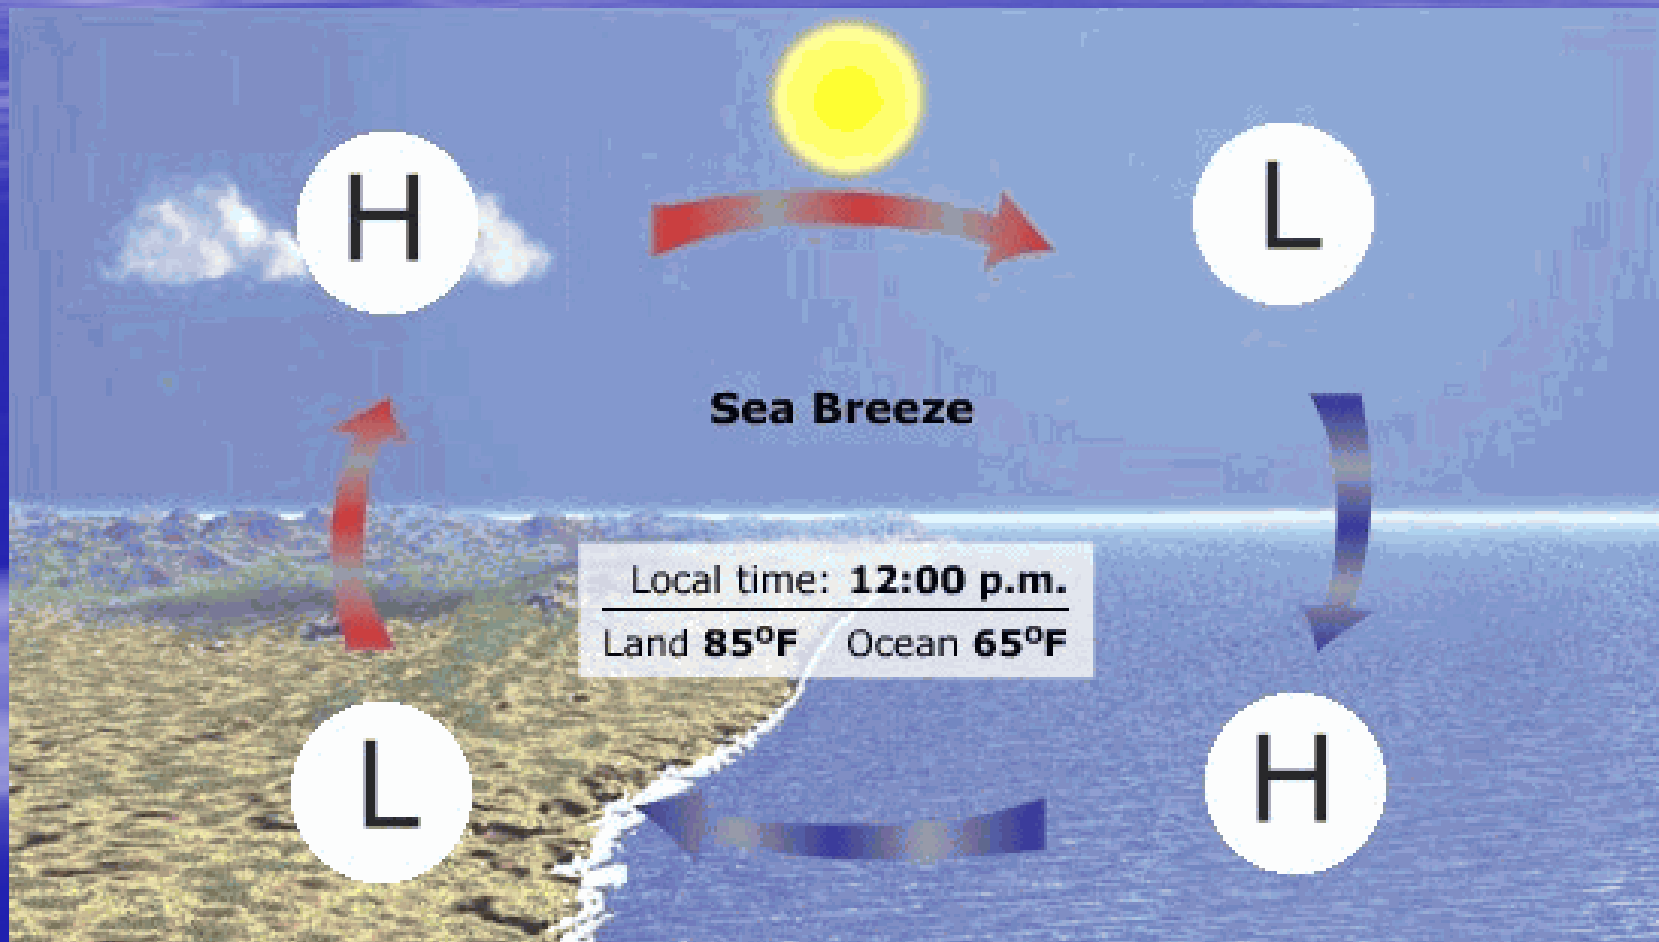 H L
Sea Breeze
Local time: 12:00 p.m.
Land 85°F Ocean 65°F
L H